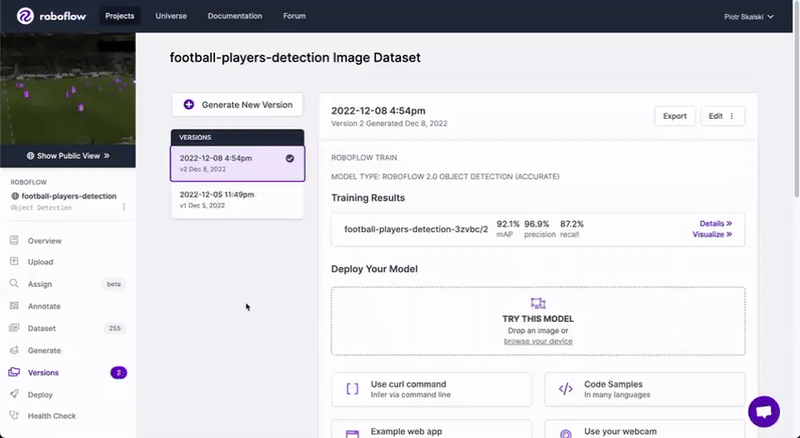 roboflow
Projects
Universe
Documentation
Forum
Piotr Skalski
Show Public View »
ROBOFLOW
football-players-detection
Object Detection
Overview
Upload
Assign beta
Annotate
Dataset 255
Generate
Versions 2
Deploy
Health Check
football-players-detection Image Dataset
Generate New Version
VERSIONS
2022-12-08 4:54pm
v2 Dec 8, 2022
2022-12-05 11:49pm
v1 Dec 5, 2022
2022-12-08 4:54pm
Version 2 Generated Dec 8, 2022
Export
Edit
ROBOFLOW TRAIN
MODEL TYPE: ROBOFLOW 2.0 OBJECT DETECTION (ACCURATE)
Training Results
football-players-detection-3zvbc/2
92.1% 96.9% 87.2%
mAP precision recall
Details »
Visualize »
Deploy Your Model
TRY THIS MODEL
Drop an image or
browse your device
Use curl command
Infer via command line
Code Samples
In many languages
Example web app
Use your webcam